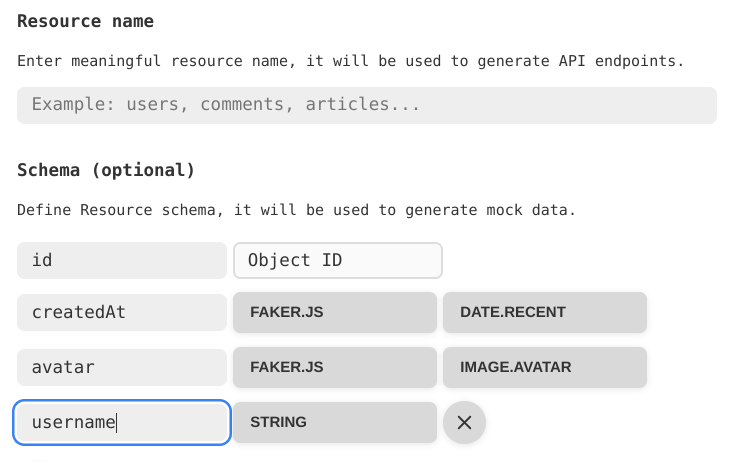 Resource name
Enter meaningful resource name, it will be used to generate API endpoints.
Example: users, comments, articles...
Schema (optional)
Define Resource schema, it will be used to generate mock data.
id Object ID
createdAt FAKER.JS DATE.RECENT
avatar FAKER.JS IMAGE.AVATAR
username STRING